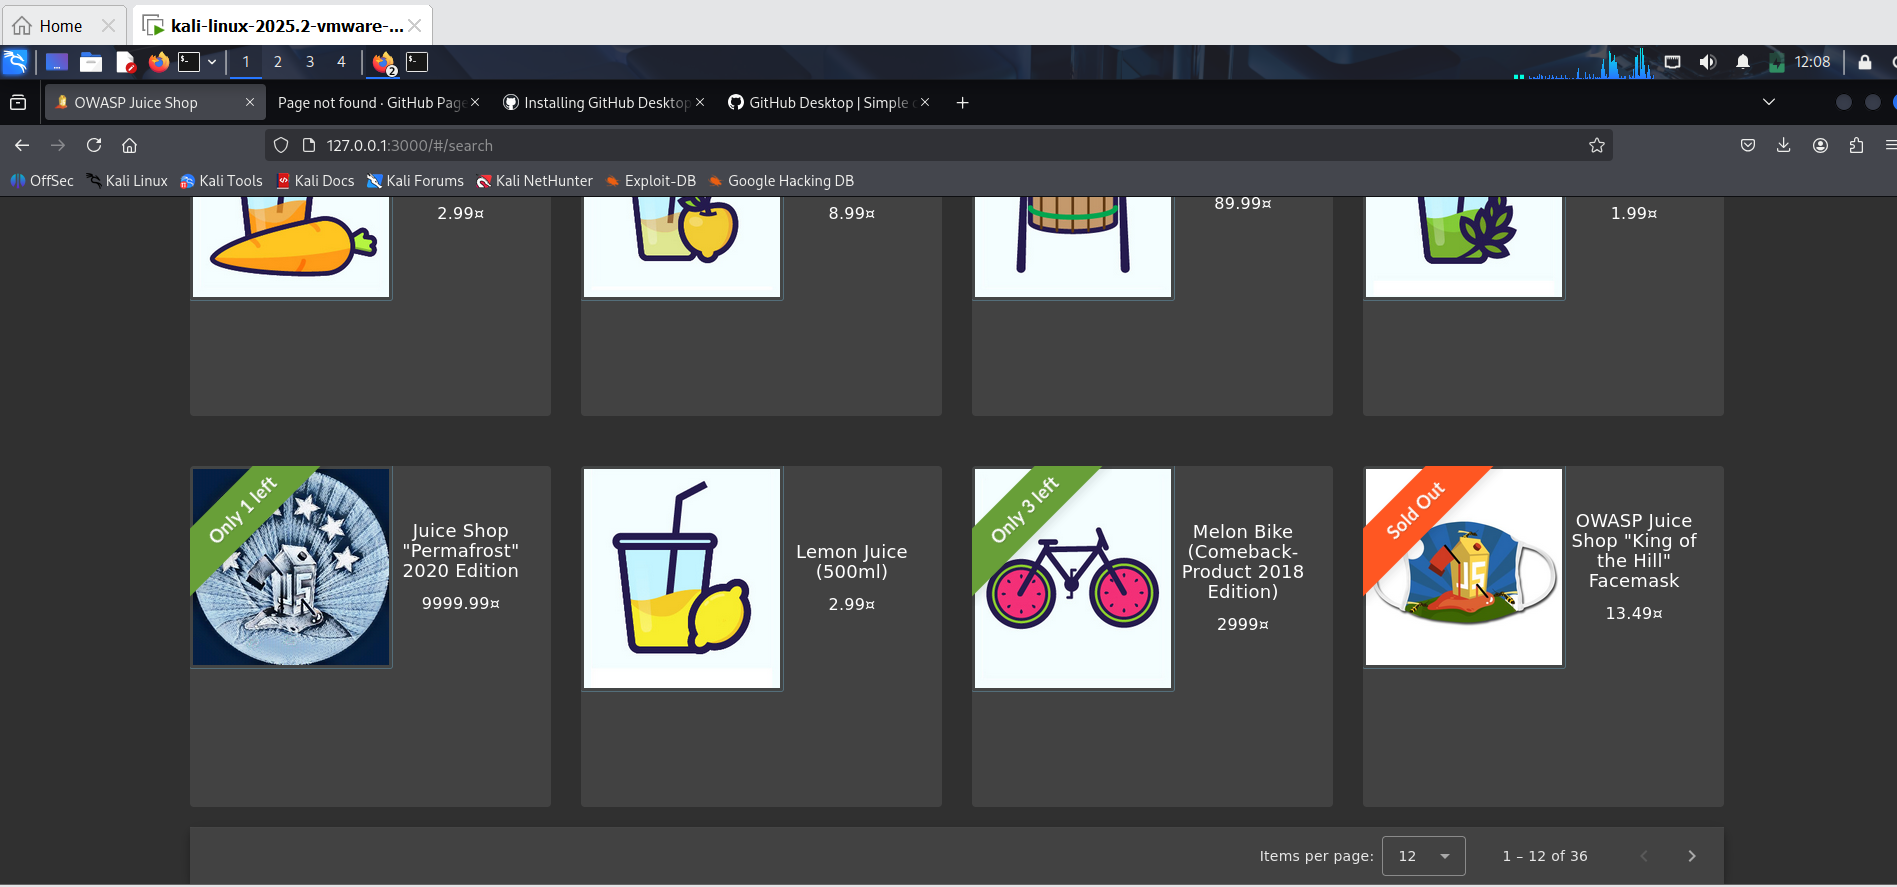 Home
kali-linux-2025.2-vmware-...
1 2 3 4 2 12:08
OWASP Juice Shop
Page not found · GitHub Page
Installing GitHub Desktop
GitHub Desktop | Simple
127.0.0.1:3000/#/search
OffSec Kali Linux Kali Tools Kali Docs Kali Forums Kali NetHunter Exploit-DB Google Hacking DB
2.99¤
8.99¤
89.99¤
1.99¤
Only 1 left
JS
Juice Shop
"Permafrost"
2020 Edition
9999.99¤
Lemon Juice
(500ml)
2.99¤
Only 3 left
Melon Bike
(Comeback-
Product 2018
Edition)
2999¤
Sold Out
JS
OWASP Juice
Shop "King of
the Hill"
Facemask
13.49¤
Items per page: 12 1 – 12 of 36